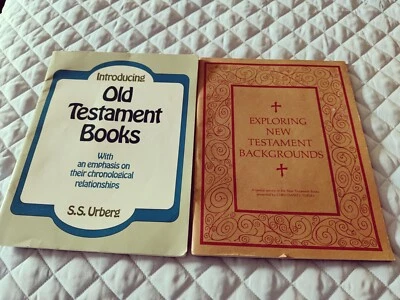 Introducing
Old
Testament
Books
With
an emphasis on
their chronological
relationships
S.S. Urberg
EXPLORING
NEW
TESTAMENT
BACKGROUNDS